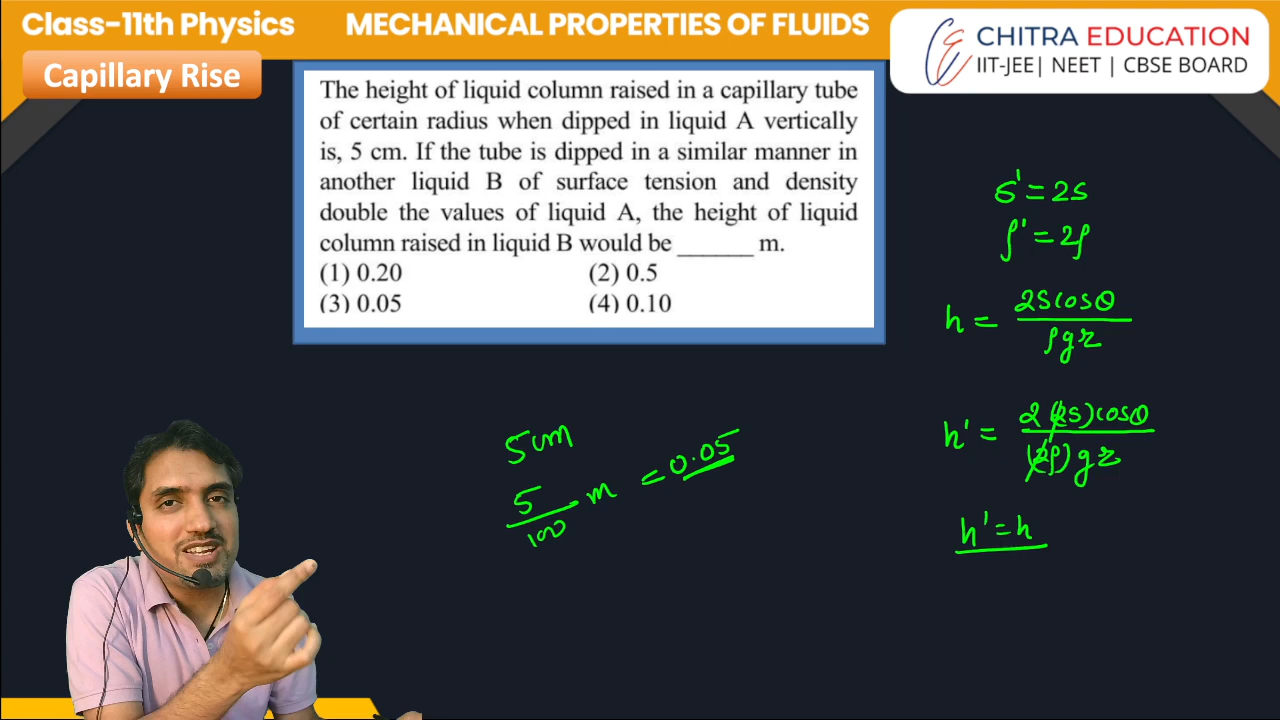 Class-11th Physics
MECHANICAL PROPERTIES OF FLUIDS
CHITRA EDUCATION
IIT-JEE| NEET | CBSE BOARD
Capillary Rise
The height of liquid column raised in a capillary tube
of certain radius when dipped in liquid A vertically
is, 5 cm. If the tube is dipped in a similar manner in
another liquid B of surface tension and density
double the values of liquid A, the height of liquid
column raised in liquid B would be ______ m.
(1) 0.20 (2) 0.5
(3) 0.05 (4) 0.10
S' = 2S
ρ' = 2ρ
h = 2S cosθ / ρgr
h' = 2(2S) cosθ / (2ρ)gr
h' = h
5 cm
5/100 m = 0.05